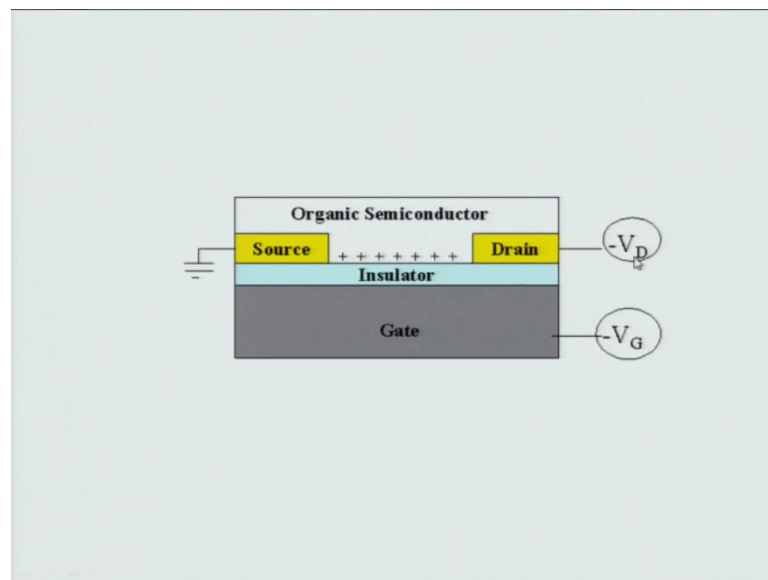 Organic Semiconductor
Source + + + + + + + Drain -V_D
Insulator
Gate -V_G